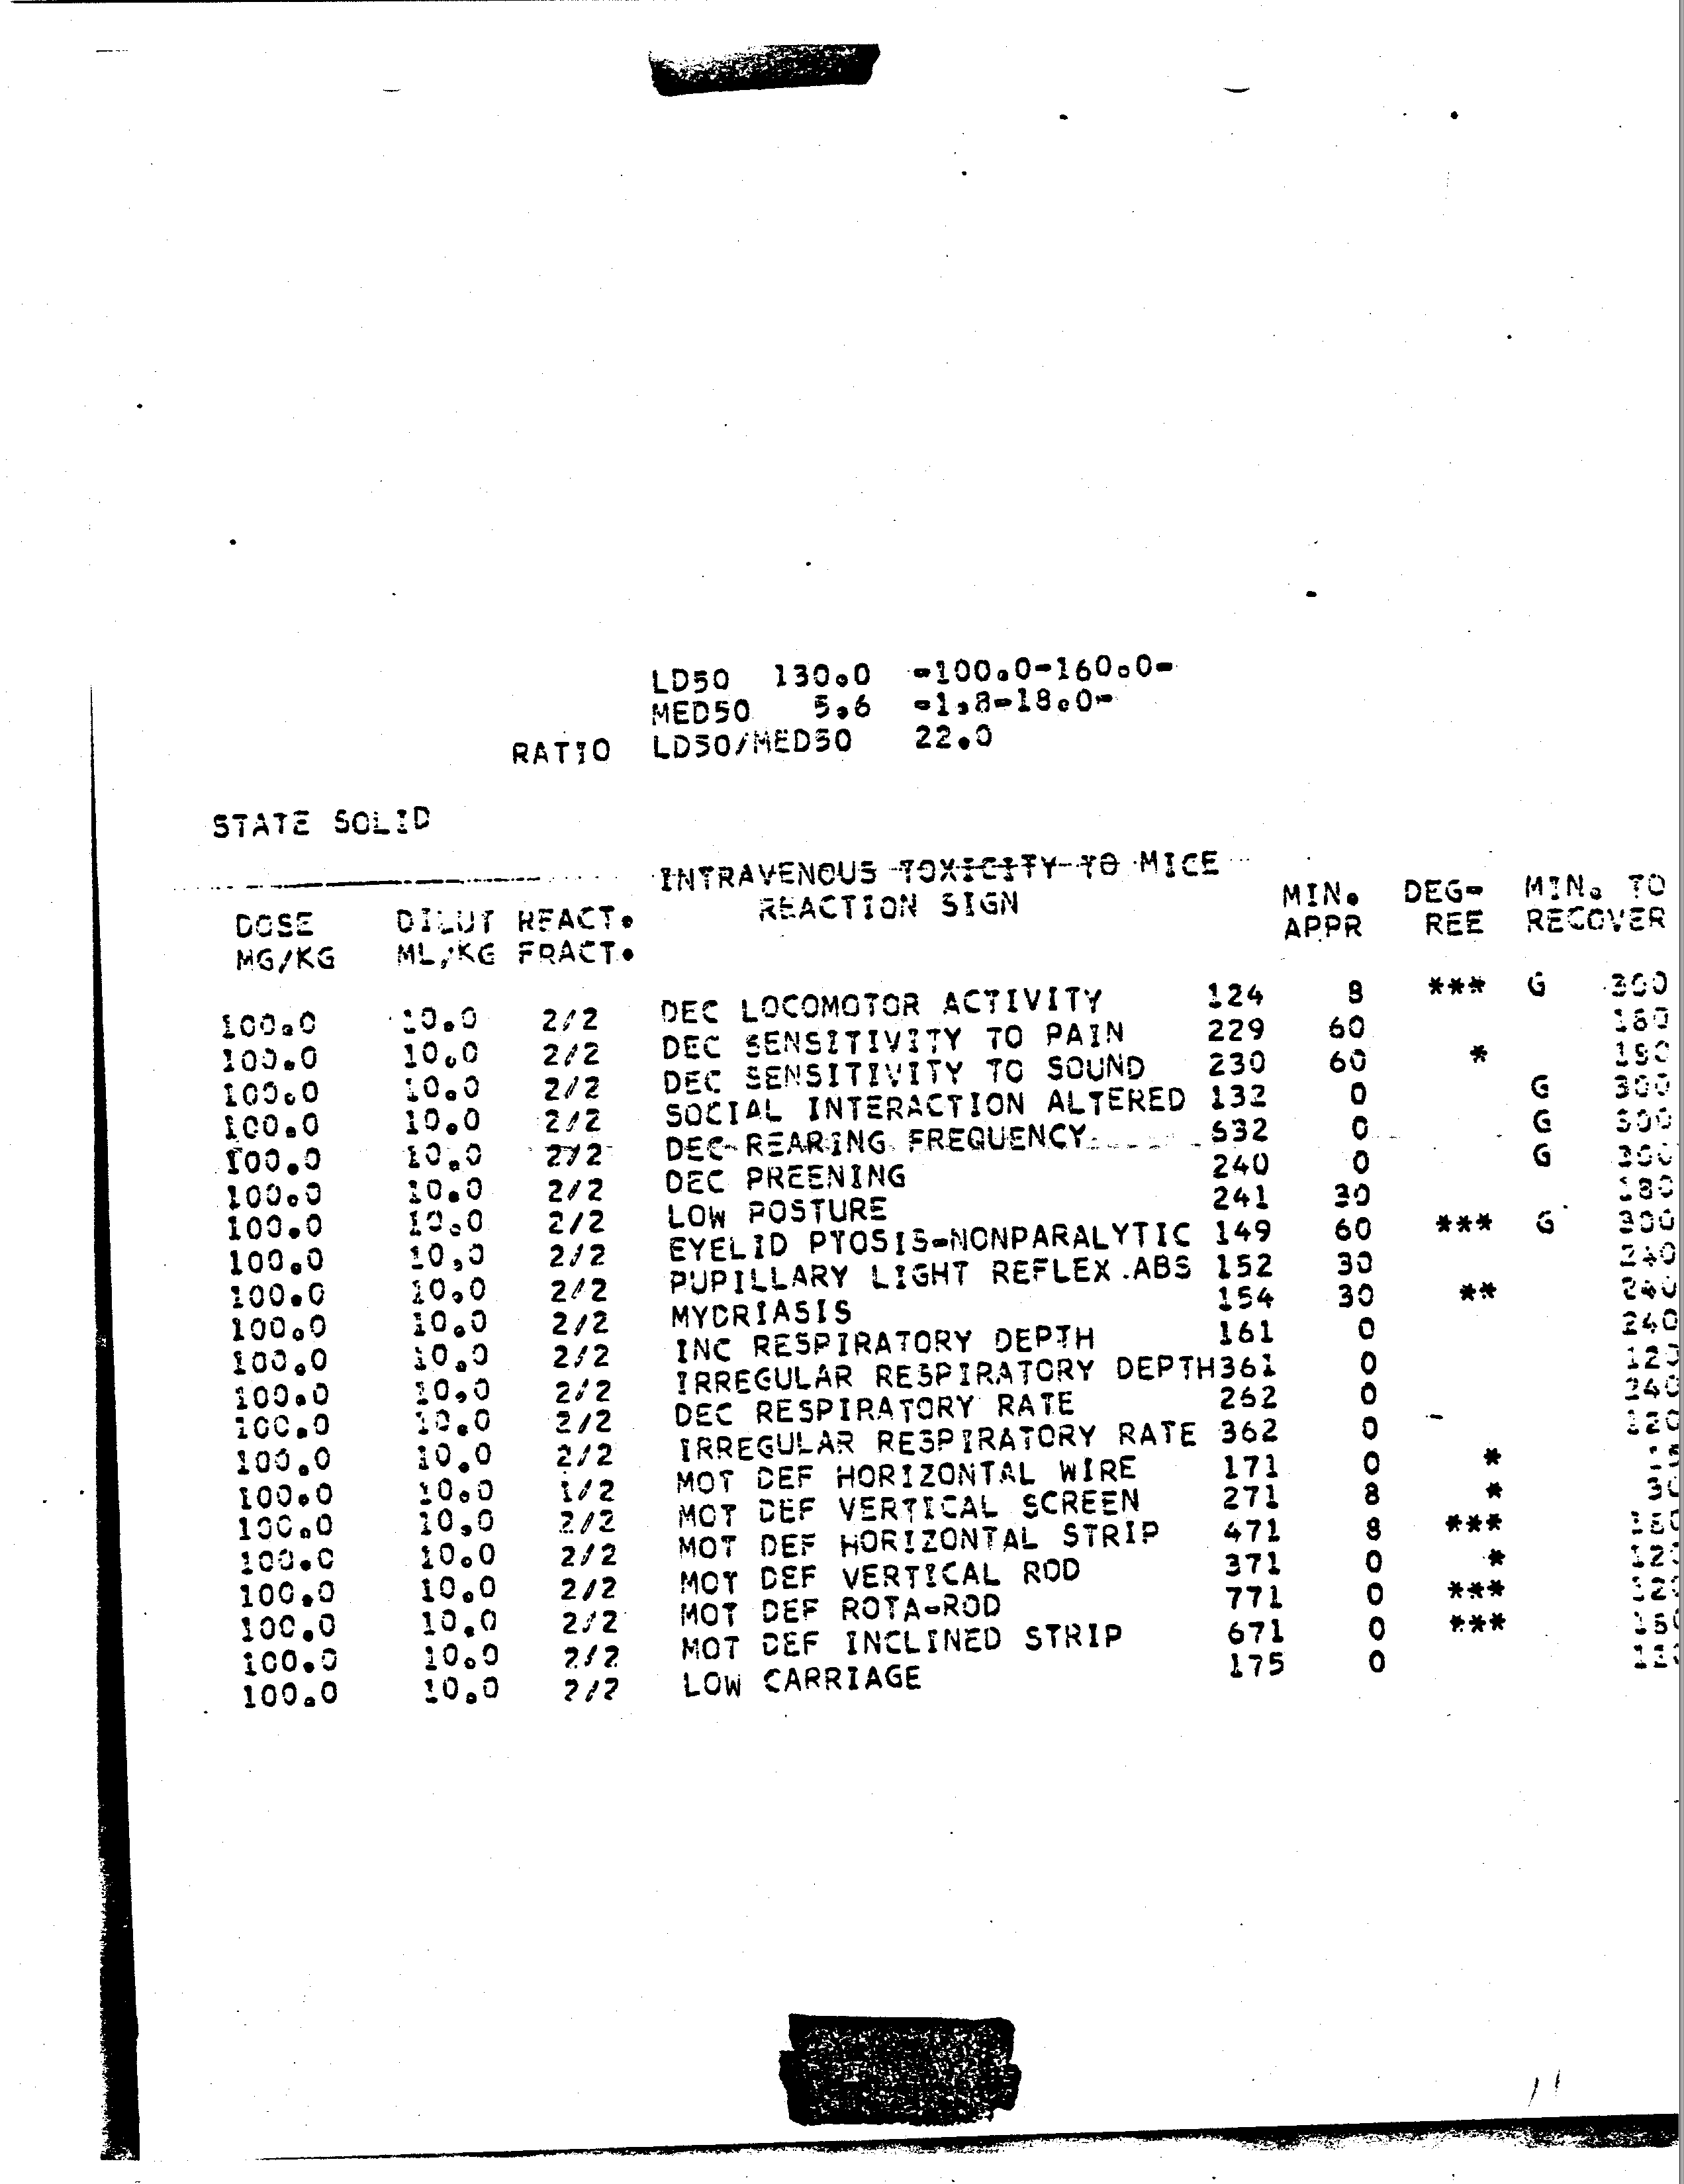 LD50 130.0 -100.0-160.0-
MED50 5.6 -1.8-18.0-
RATIO LD50/MED50 22.0
STATE SOLID
INTRAVENOUS TOXICITY TO MICE
DOSE DILUT REACT. REACTION SIGN MIN. DEG- MIN. TO
MG/KG ML/KG FRACT. APPR REE RECOVER
100.0 10.0 2/2 DEC LOCOMOTOR ACTIVITY 124 8 *** G 300
100.0 10.0 2/2 DEC SENSITIVITY TO PAIN 229 60 180
100.0 10.0 2/2 DEC SENSITIVITY TO SOUND 230 60 * 180
100.0 10.0 2/2 SOCIAL INTERACTION ALTERED 132 0 G 300
100.0 10.0 2/2 DEC REARING FREQUENCY 632 0 G 300
100.0 10.0 2/2 DEC PREENING 240 0 G 300
100.0 10.0 2/2 LOW POSTURE 241 30 180
100.0 10.0 2/2 EYELID PTOSIS-NONPARALYTIC 149 60 *** G 300
100.0 10.0 2/2 PUPILLARY LIGHT REFLEX ABS 152 30 240
100.0 10.0 2/2 MYDRIASIS 154 30 ** 240
100.0 10.0 2/2 INC RESPIRATORY DEPTH 161 0 240
100.0 10.0 2/2 IRREGULAR RESPIRATORY DEPTH361 0 120
100.0 10.0 2/2 DEC RESPIRATORY RATE 262 0 240
100.0 10.0 2/2 IRREGULAR RESPIRATORY RATE 362 0 120
100.0 10.0 1/2 MOT DEF HORIZONTAL WIRE 171 0 *
100.0 10.0 2/2 MOT DEF VERTICAL SCREEN 271 8 * 30
100.0 10.0 2/2 MOT DEF HORIZONTAL STRIP 471 8 *** 180
100.0 10.0 2/2 MOT DEF VERTICAL ROD 371 0 * 120
100.0 10.0 2/2 MOT DEF ROTA-ROD 771 0 *** 120
100.0 10.0 2/2 MOT DEF INCLINED STRIP 671 0 ***
100.0 10.0 2/2 LOW CARRIAGE 175 0
11